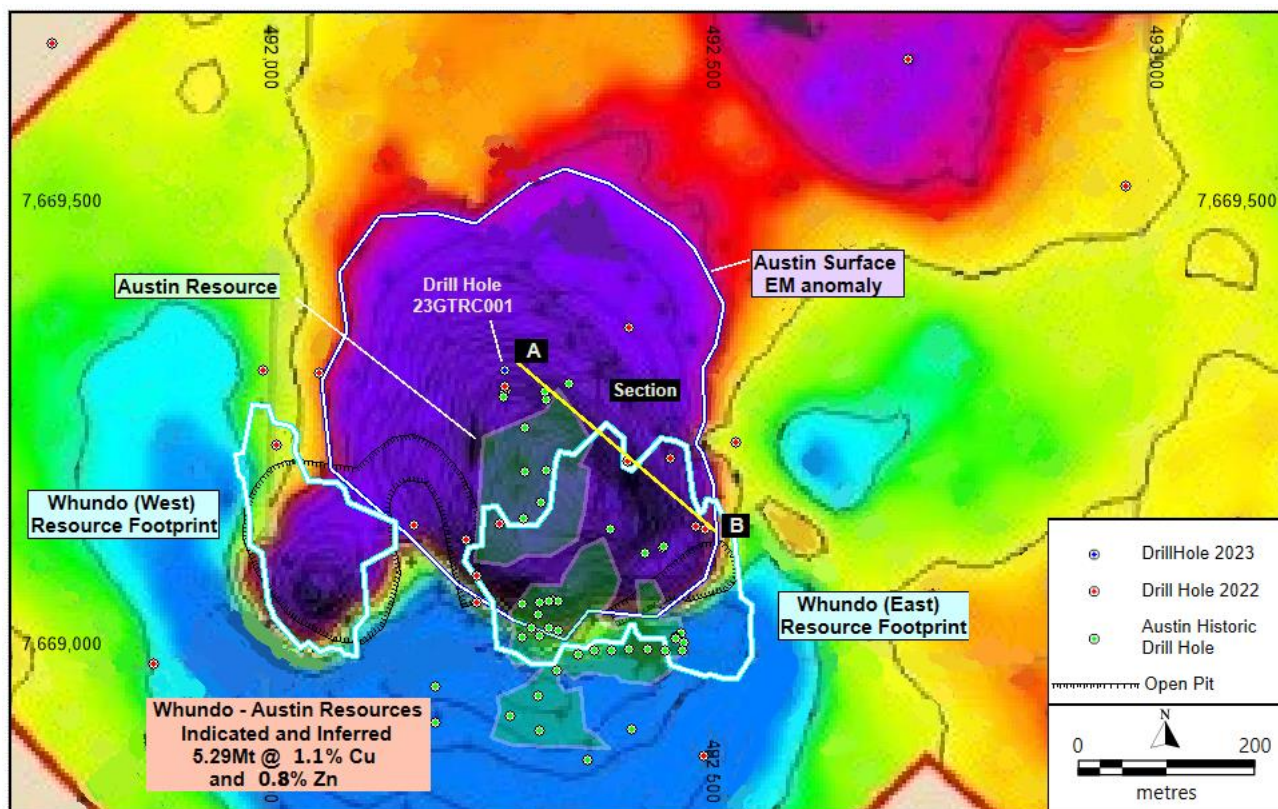 492,000
492,500
493,000
7,669,500
7,669,500
Austin Surface
EM anomaly
Austin Resource
Drill Hole
23GTRC001
A
Section
Whundo (West)
Resource Footprint
B
Whundo (East)
Resource Footprint
7,669,000
Whundo - Austin Resources
Indicated and Inferred
5.29Mt @ 1.1% Cu
and 0.8% Zn
492,500
DrillHole 2023
Drill Hole 2022
Austin Historic
Drill Hole
Open Pit
N
0 200
metres